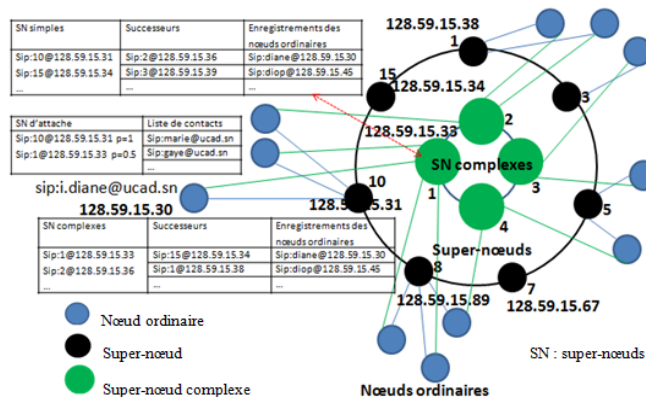 SN simples Successeurs Enregistrements des nœuds ordinaires
Sip:10@128.59.15.31 Sip:2@128.59.15.36 Sip:diane@128.59.15.30
Sip:15@128.59.15.34 Sip:3@128.59.15.39 Sip:diop@128.59.15.45
... ... ...
SN d'attache Liste de contacts
Sip:10@128.59.15.31 p=1 Sip:marie@ucad.sn
Sip:1@128.59.15.33 p=0.5 Sip:gaye@ucad.sn
...
sip:i.diane@ucad.sn
128.59.15.30
SN complexes Successeurs Enregistrements des nœuds ordinaires
Sip:1@128.59.15.33 Sip:15@128.59.15.34 Sip:diane@128.59.15.30
Sip:2@128.59.15.36 Sip:1@128.59.15.38 Sip:diop@128.59.15.45
... ... ...
128.59.15.38
1
15
128.59.15.34
3
2
128.59.15.33
SN complexes
1
3
10
128.59.15.31
4
5
Super-nœuds
8
7
128.59.15.89
128.59.15.67
Nœud ordinaire
Super-nœud
Super-nœud complexe
SN : super-nœuds
Nœuds ordinaires